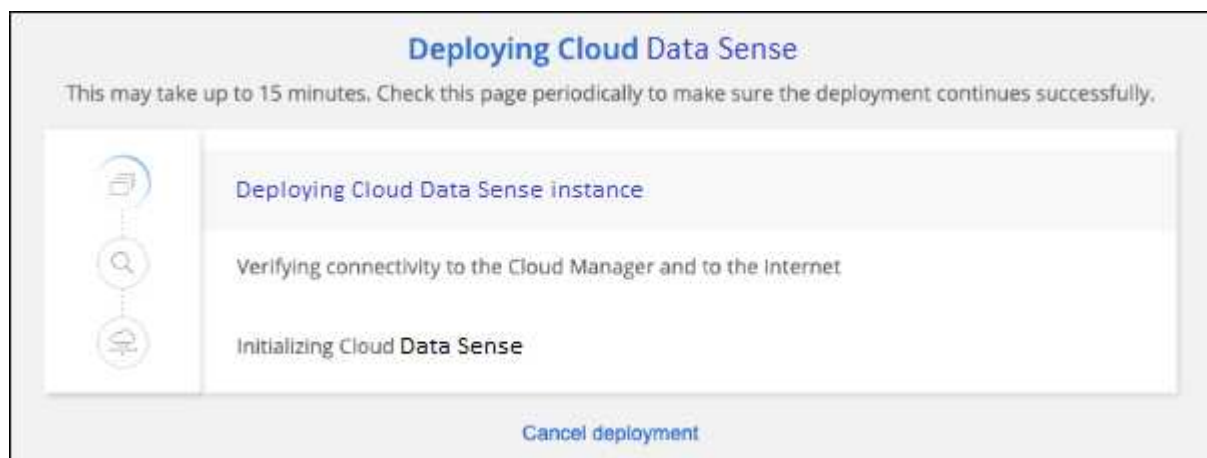 Deploying Cloud Data Sense
This may take up to 15 minutes. Check this page periodically to make sure the deployment continues successfully.
Deploying Cloud Data Sense instance
Verifying connectivity to the Cloud Manager and to the Internet
Initializing Cloud Data Sense
Cancel deployment